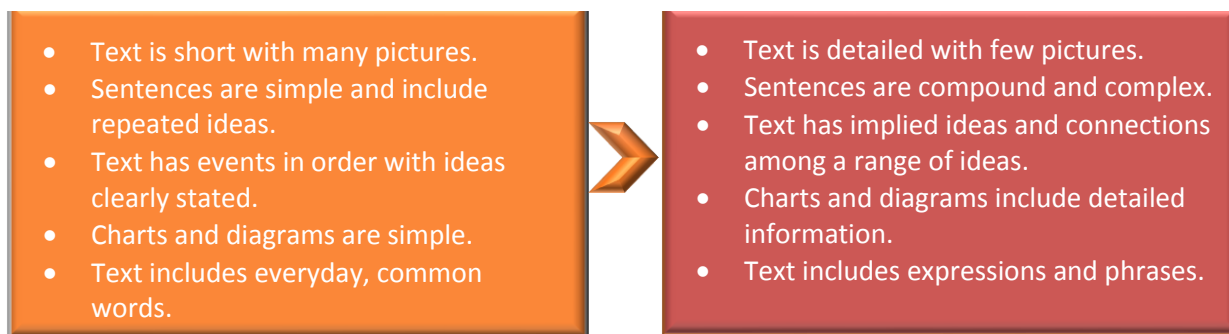 • Text is short with many pictures.
• Sentences are simple and include
repeated ideas.
• Text has events in order with ideas
clearly stated.
• Charts and diagrams are simple.
• Text includes everyday, common
words.
• Text is detailed with few pictures.
• Sentences are compound and complex.
• Text has implied ideas and connections
among a range of ideas.
• Charts and diagrams include detailed
information.
• Text includes expressions and phrases.